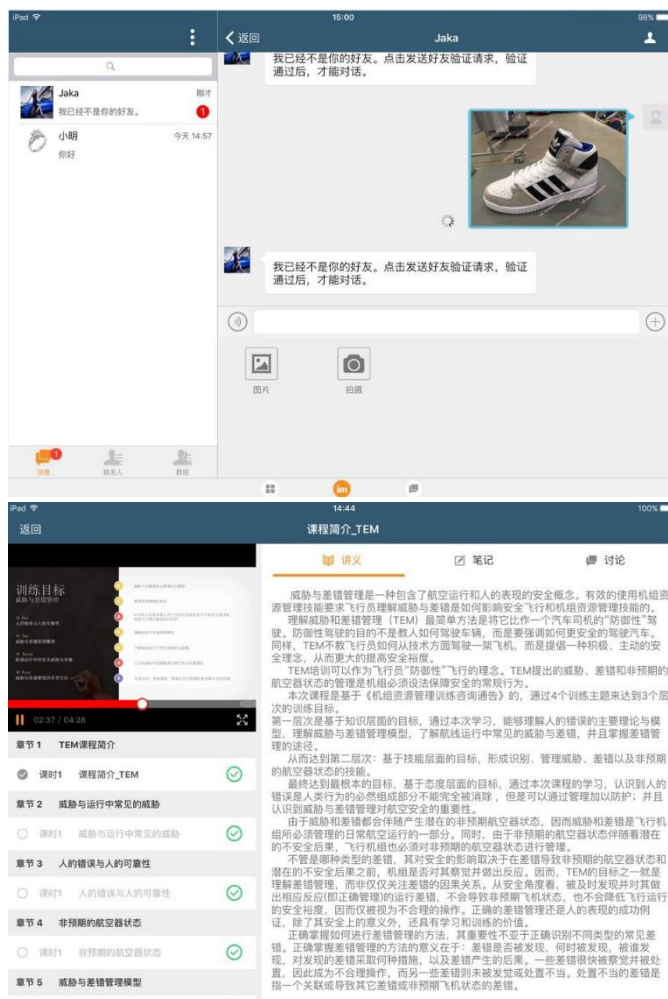 iPad
15:00
98%
返回
Jaka
我已经不是你的好友。点击发送好友验证请求，验证
通过后，才能对话。
Jaka
刚才
我已经不是你的好友。
1
小明
今天 14:57
你好
我已经不是你的好友。点击发送好友验证请求，验证
通过后，才能对话。
图片
拍摄
1
消息
联系人
群组
im
iPad
14:44
100%
返回
课程简介_TEM
讲义
笔记
讨论
训练目标
威胁与差错管理
02:37 / 04:28
章节 1 TEM课程简介
课时1 课程简介_TEM
章节 2 威胁与运行中常见的威胁
课时1 威胁与运行中常见的威胁
章节 3 人的错误与人的可靠性
课时1 人的错误与人的可靠性
章节 4 非预期的航空器状态
课时1 非预期的航空器状态
章节 5 威胁与差错管理模型
威胁与差错管理是一种包含了航空运行和人的表现的安全概念。有效的使用机组资
源管理技能要求飞行员理解威胁与差错是如何影响安全飞行和机组资源管理技能的。
理解威胁和差错管理（TEM）最简单方法是将它比作一个汽车司机的“防御性”驾
驶。防御性驾驶的目的不是教人如何驾驶车辆，而是要强调如何更安全的驾驶汽车。
同样，TEM不教飞行员如何从技术方面驾驶一架飞机，而是提倡一种积极、主动的安
全理念，从而更大的提高安全裕度。
TEM培训可以作为飞行员“防御性”飞行的理念。TEM提出的威胁、差错和非预期的
航空器状态的管理是机组必须设法保障安全的常规行为。
本次课程是基于《机组资源管理训练咨询通告》的，通过4个训练主题来达到3个层
次的训练目标。
第一层次是基于知识层面的目标，通过本次学习，能够理解人的错误的主要理论与模
型，理解威胁与差错管理模型，了解航线运行中常见的威胁与差错，并且掌握差错管
理的途径。
从而达到第二层次：基于技能层面的目标，形成识别、管理威胁、差错以及非预期
的航空器状态的技能。
最终达到最根本的目标，基于态度层面的目标，通过本次课程的学习，认识到人的
错误是人类行为的必然组成部分不能完全被消除，但是可以通过管理加以防护；并且
认识到威胁与差错管理对航空安全的重要性。
由于威胁和差错都会伴随产生潜在的非预期航空器状态，因而威胁和差错是飞行机
组所必须管理的日常航空运行的一部分。同时，由于非预期的航空器状态伴随着潜在
的不安全后果，飞行机组也必须对非预期的航空器状态进行管理。
不管是哪种类型的差错，其对安全的影响取决于在差错导致非预期的航空器状态和
潜在的不安全后果之前，机组是否对其察觉并做出反应。因而，TEM的目标之一就是
理解差错管理，而非仅仅关注差错的因果关系。从安全角度看，被及时发现并对其做
出相应反应(即正确管理)的运行差错，不会导致非预期飞机状态，也不会降低飞行运行
的安全裕度，因而仅被视为不合理的操作。正确的差错管理还是人的表现的成功例
证，除了其安全上的意义外，还具有学习和训练的价值。
正确掌握如何进行差错管理的方法，其重要性不亚于正确识别不同类型的常见差
错。正确掌握差错管理的方法的意义在于：差错是否被发现，何时被发现，被谁发
现，对发现的差错采取何种措施，以及差错产生的后果。一些差错很快被察觉并被处
置，因此成为不合理操作，而另一些差错则未被发觉或处置不当。处置不当的差错是
指一个关联或导致其它差错或非预期飞机状态的差错。